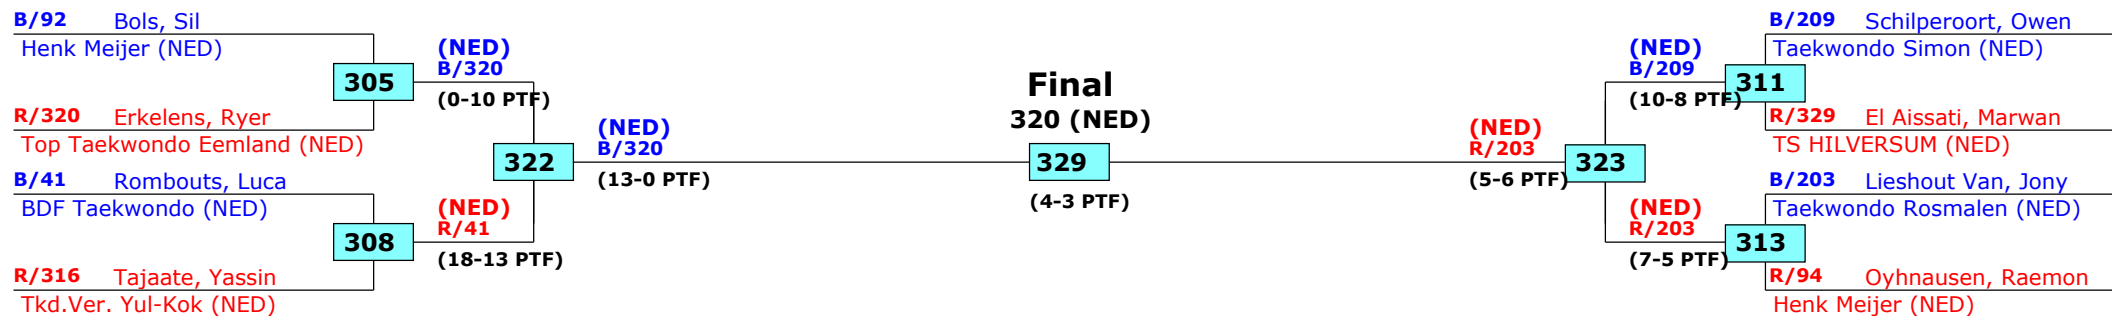 B/92 Bols, Sil
Henk Meijer (NED)
305
R/320 Erkelens, Ryer
Top Taekwondo Eemland (NED)
B/41 Rombouts, Luca
BDF Taekwondo (NED)
308
R/316 Tajaate, Yassin
Tkd.Ver. Yul-Kok (NED)
(NED)
B/320
(0-10 PTF)
322
(NED)
R/41
(18-13 PTF)
(NED)
B/320
(13-0 PTF)
Final
320 (NED)
329
(4-3 PTF)
(NED)
R/203
(5-6 PTF)
323
(NED)
B/209
(10-8 PTF)
(NED)
R/203
(7-5 PTF)
B/209 Schilperoort, Owen
Taekwondo Simon (NED)
311
R/329 El Aissati, Marwan
TS HILVERSUM (NED)
B/203 Lieshout Van, Jony
Taekwondo Rosmalen (NED)
313
R/94 Oyhnausen, Raemon
Henk Meijer (NED)